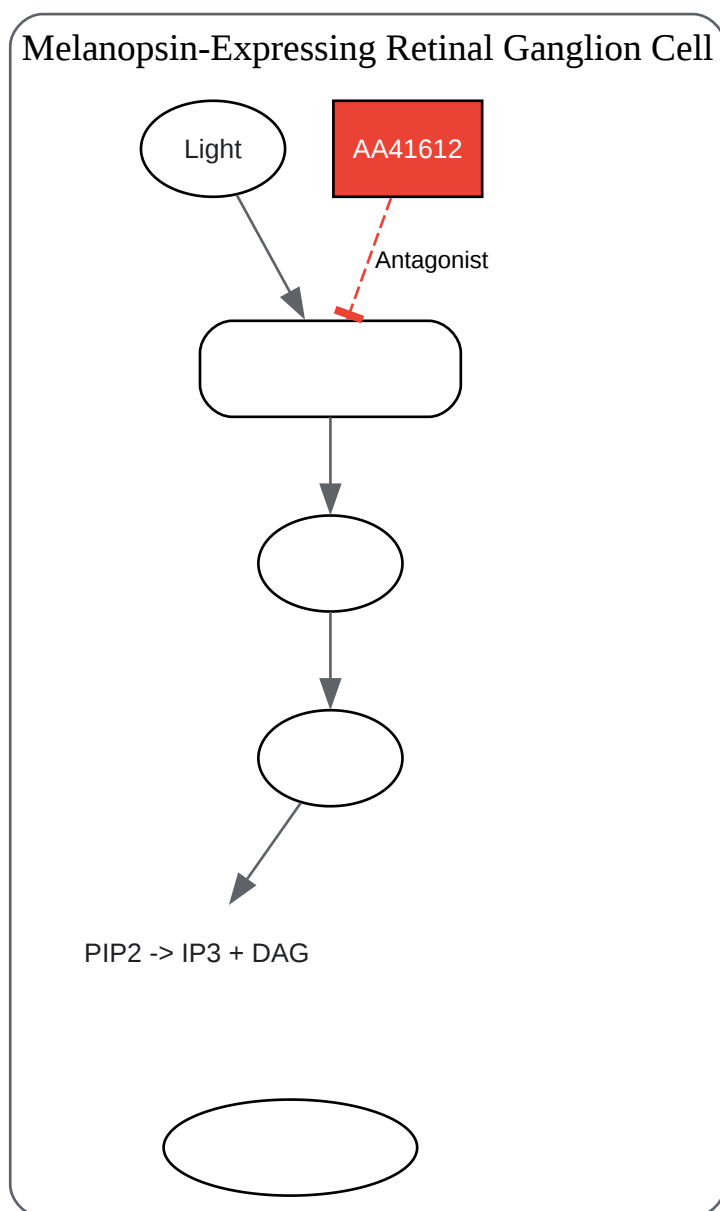 Melanopsin-Expressing Retinal Ganglion Cell
Light
AA41612
Antagonist
PIP2 -> IP3 + DAG